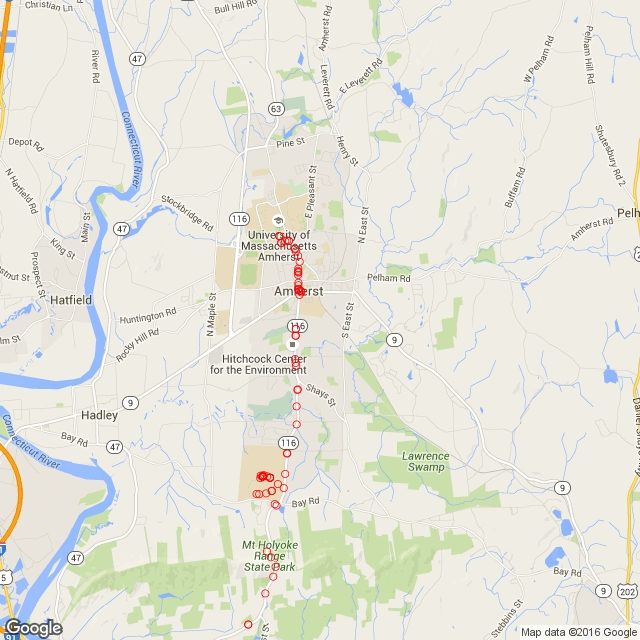 Christian Ln
Bull Hill Rd
Amherst Rd
Leverett Rd
E Leverett Rd
W Pelham Rd
Pelham Hill Rd
47
River Rd
63
Pine St
Henry St
Connecticut River
Depot Rd
Shutesbury Rd
N Hatfield Rd
Stockbridge Rd
E Pleasant St
Buffam Rd
116
47
Main St
King St
University of
Massachusetts
Amherst
N East St
Amherst Rd
Pelh
Prospect St
Hatfield
Pelham Rd
Amherst
Huntington Rd
N Maple St
Rocky Hill Rd
116
S East St
9
Hitchcock Center
for the Environment
Shays St
9
Hadley
Bay Rd
47
116
Connecticut River
Lawrence
Swamp
Bay Rd
9
Mt Holyoke
Range
State Park
47
5
Bay Rd
9
202
Stebbins St
91
Google
Map data ©2016 Google